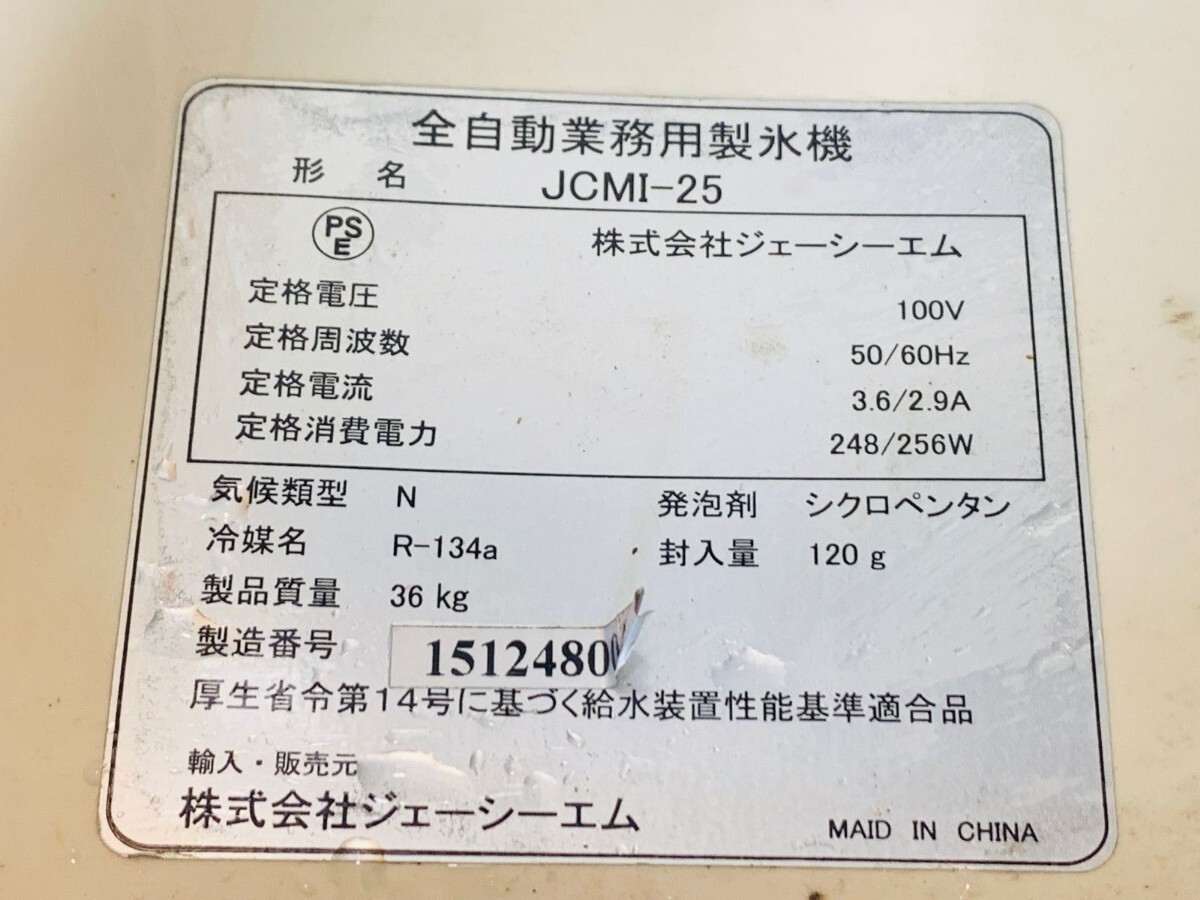 全自動業務用製氷機
形 名 JCMI-25
PSE 株式会社ジェーシーエム
定格電圧 100V
定格周波数 50/60Hz
定格電流 3.6/2.9A
定格消費電力 248/256W
気候類型 N 発泡剤 シクロペンタン
冷媒名 R-134a 封入量 120 g
製品質量 36 kg
製造番号
厚生省令第14号に基づく給水装置性能基準適合品
輸入・販売元
株式会社ジェーシーエム
MAID IN CHINA